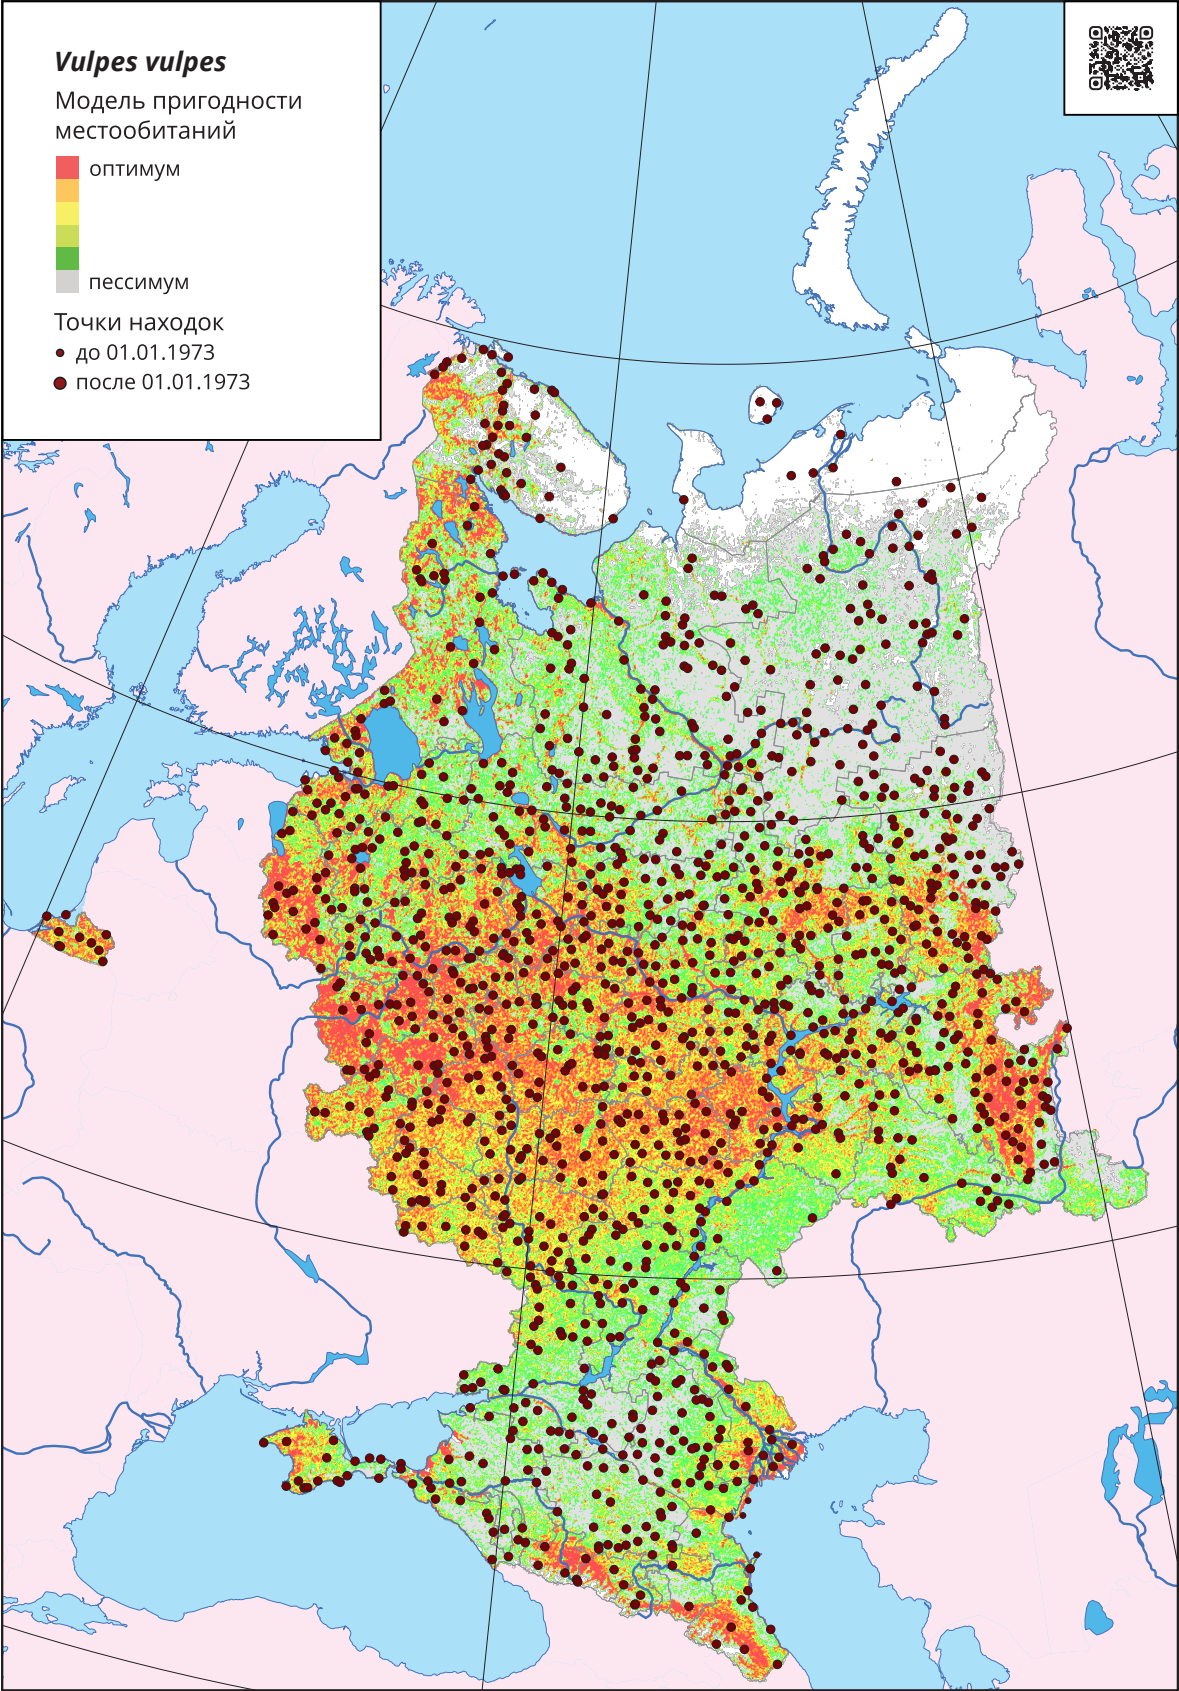 Vulpes vulpes
Модель пригодности
местообитаний
оптимум
пессимум
Точки находок
до 01.01.1973
после 01.01.1973